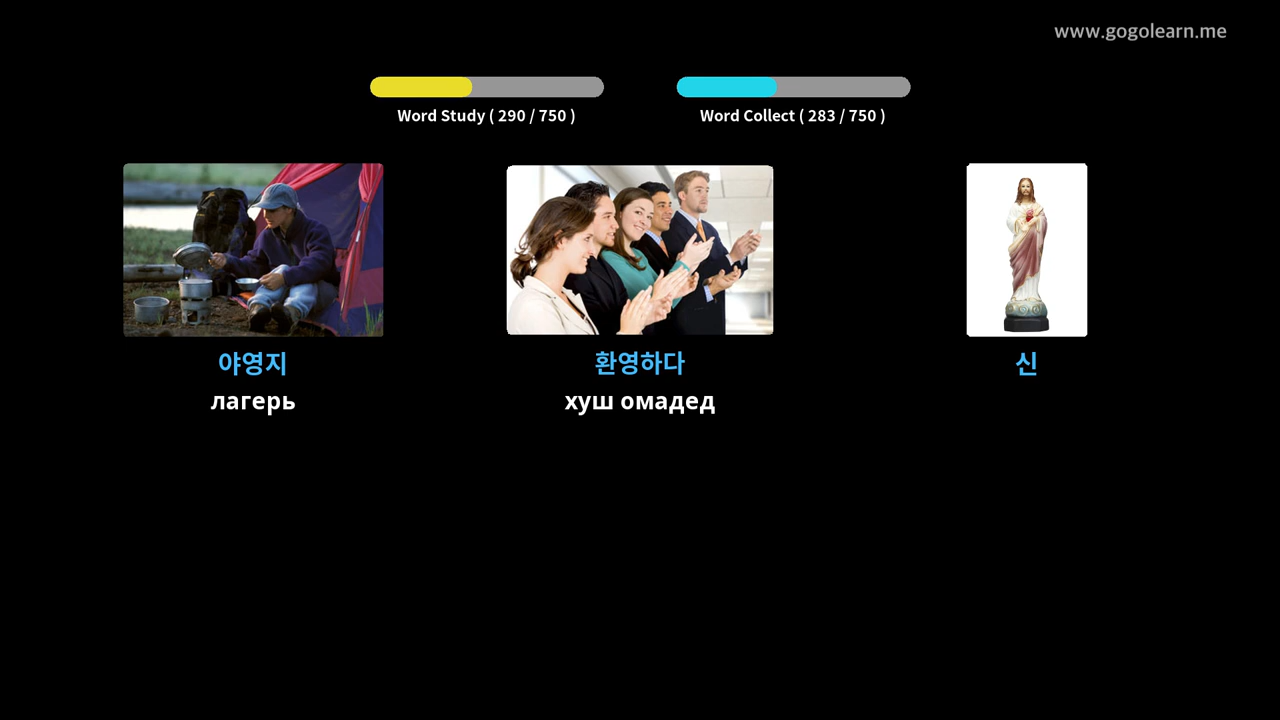 www.gogolearn.me
Word Study ( 290 / 750 )
Word Collect ( 283 / 750 )
야영지
лагерь
환영하다
хуш омадед
신